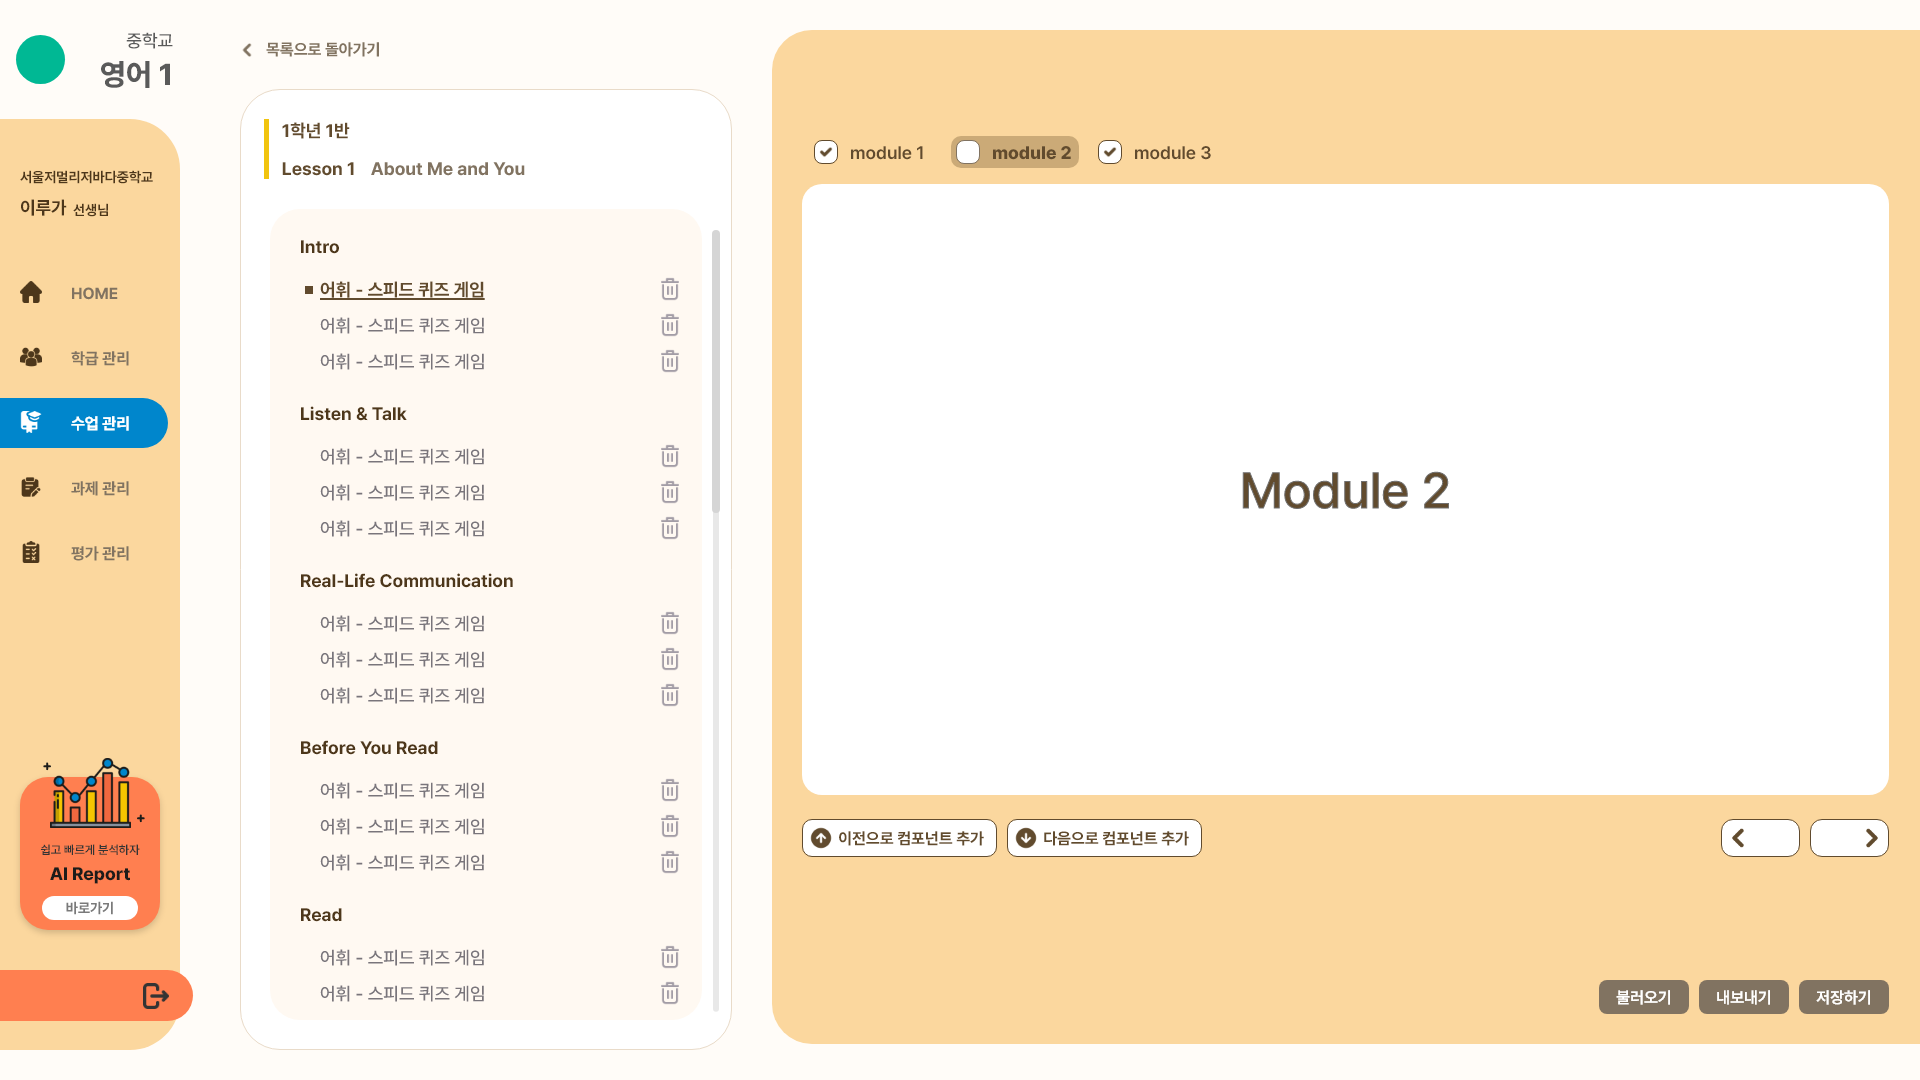 중학교
영어 1
서울저멀리저바다중학교
이루가 선생님
HOME
학급 관리
수업 관리
과제 관리
평가 관리
쉽고 빠르게 분석하자
AI Report
바로가기
목록으로 돌아가기
1학년 1반
Lesson 1 About Me and You
Intro
어휘 - 스피드 퀴즈 게임
어휘 - 스피드 퀴즈 게임
어휘 - 스피드 퀴즈 게임
Listen & Talk
어휘 - 스피드 퀴즈 게임
어휘 - 스피드 퀴즈 게임
어휘 - 스피드 퀴즈 게임
Real-Life Communication
어휘 - 스피드 퀴즈 게임
어휘 - 스피드 퀴즈 게임
어휘 - 스피드 퀴즈 게임
Before You Read
어휘 - 스피드 퀴즈 게임
어휘 - 스피드 퀴즈 게임
어휘 - 스피드 퀴즈 게임
Read
어휘 - 스피드 퀴즈 게임
어휘 - 스피드 퀴즈 게임
module 1 module 2 module 3
Module 2
이전으로 컴포넌트 추가 다음으로 컴포넌트 추가
불러오기 내보내기 저장하기